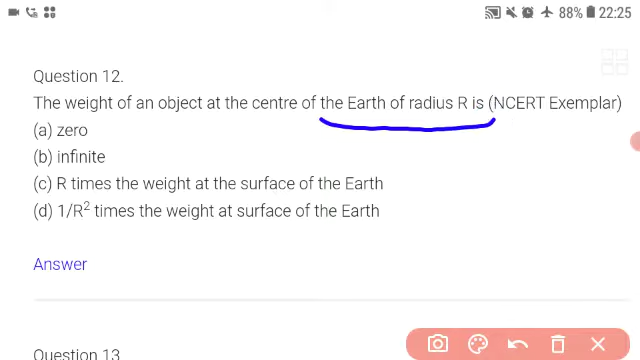 88% 22:25
Question 12.
The weight of an object at the centre of the Earth of radius R is (NCERT Exemplar)
(a) zero
(b) infinite
(c) R times the weight at the surface of the Earth
(d) 1/R² times the weight at surface of the Earth
Answer
Question 13